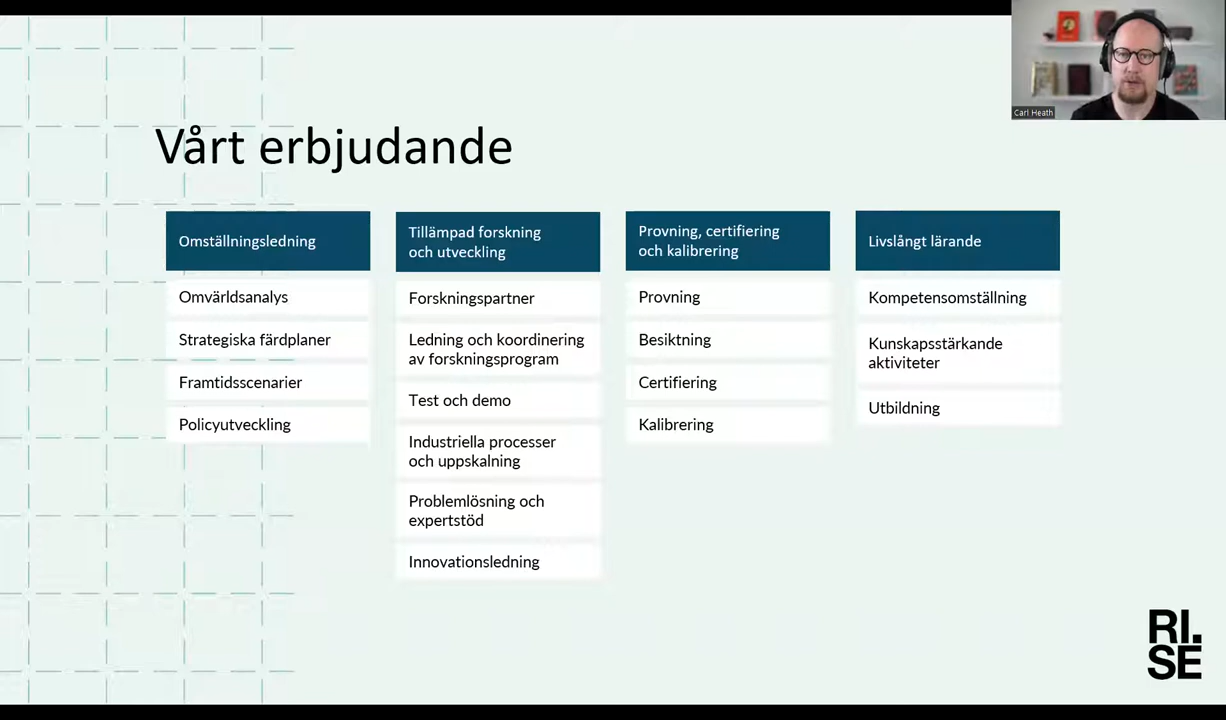 Carl Heath
Vårt erbjudande
Omställningsledning
Omvärldsanalys
Strategiska färdplaner
Framtidsscenarier
Policyutveckling
Tillämpad forskning
och utveckling
Forskningspartner
Ledning och koordinering
av forskningsprogram
Test och demo
Industriella processer
och uppskalning
Problemlösning och
expertstöd
Innovationsledning
Provning, certifiering
och kalibrering
Provning
Besiktning
Certifiering
Kalibrering
Livslångt lärande
Kompetensomställning
Kunskapsstärkande
aktiviteter
Utbildning
RI.
SE